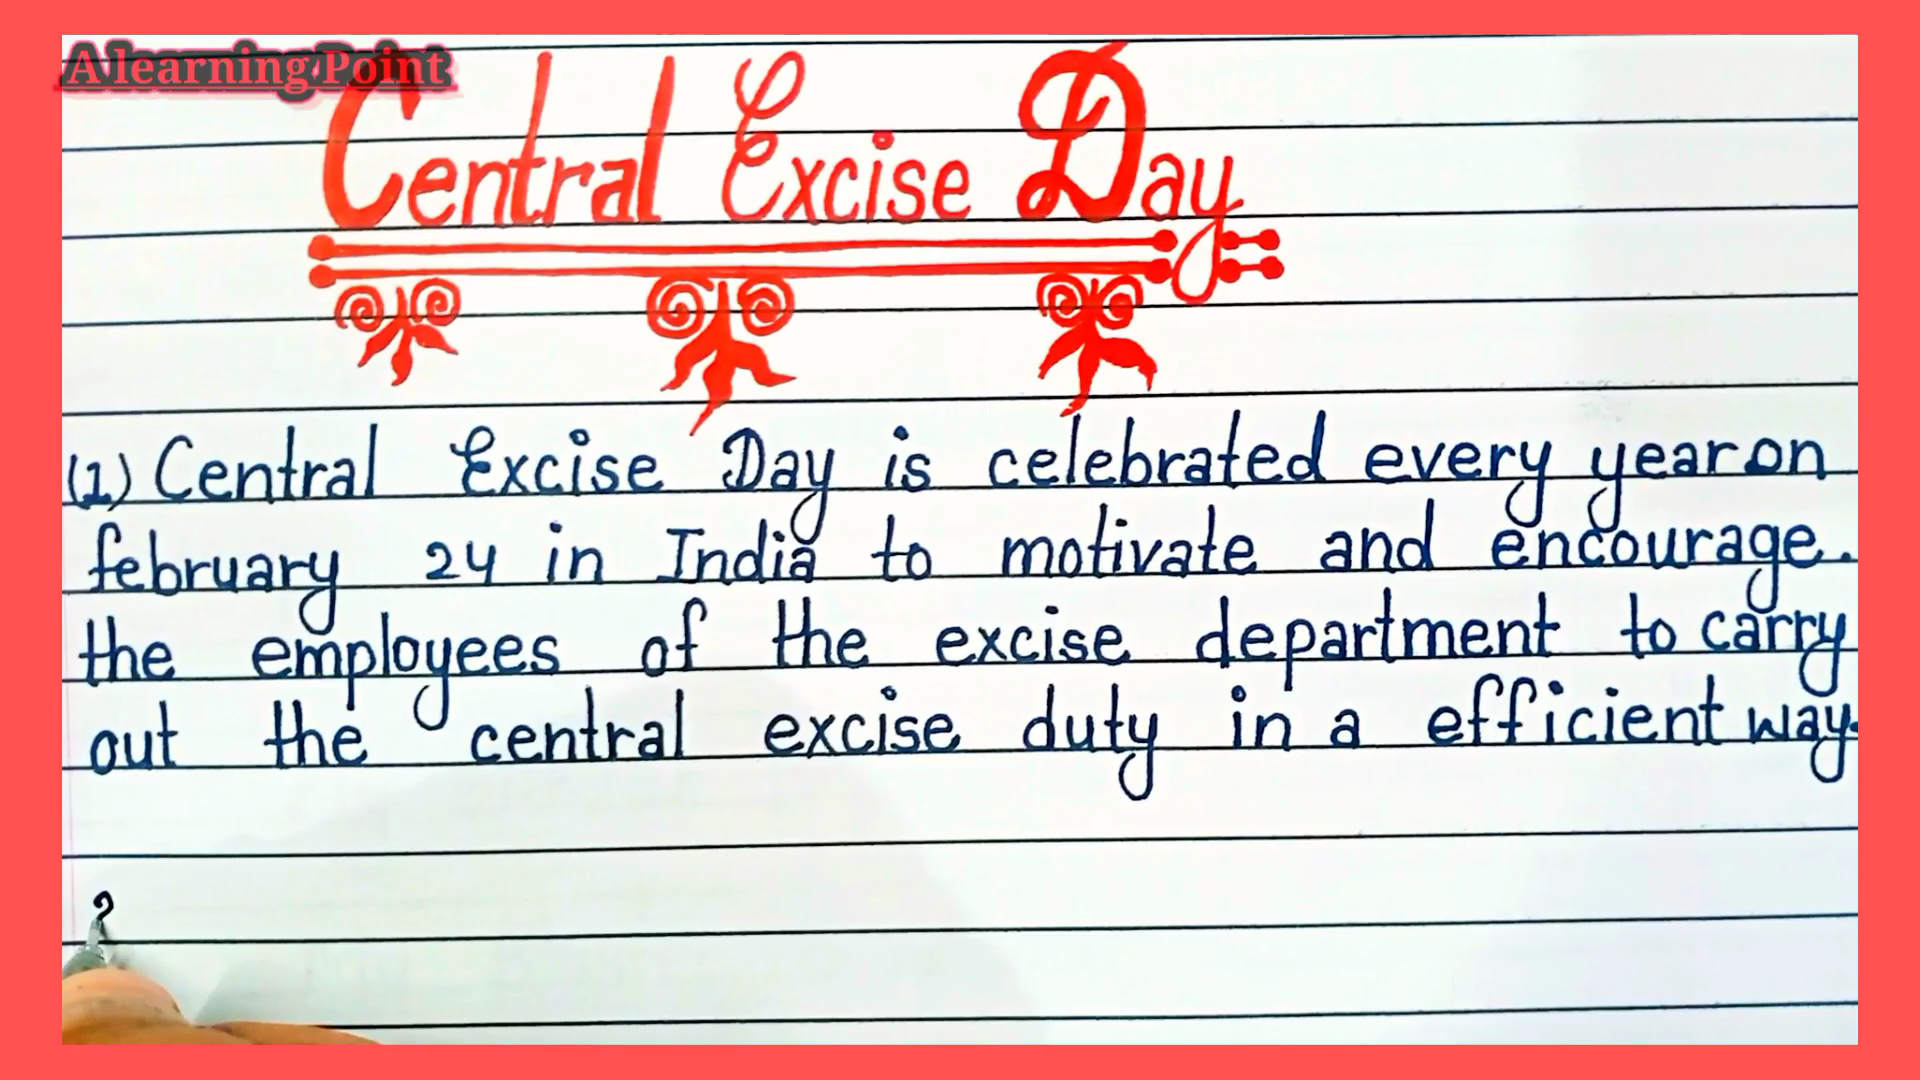 A learning Point
Central Excise Day
(1) Central Excise Day is celebrated every year on
february 24 in India to motivate and encourage.
the employees of the excise department to carry
out the central excise duty in a efficient way.
2